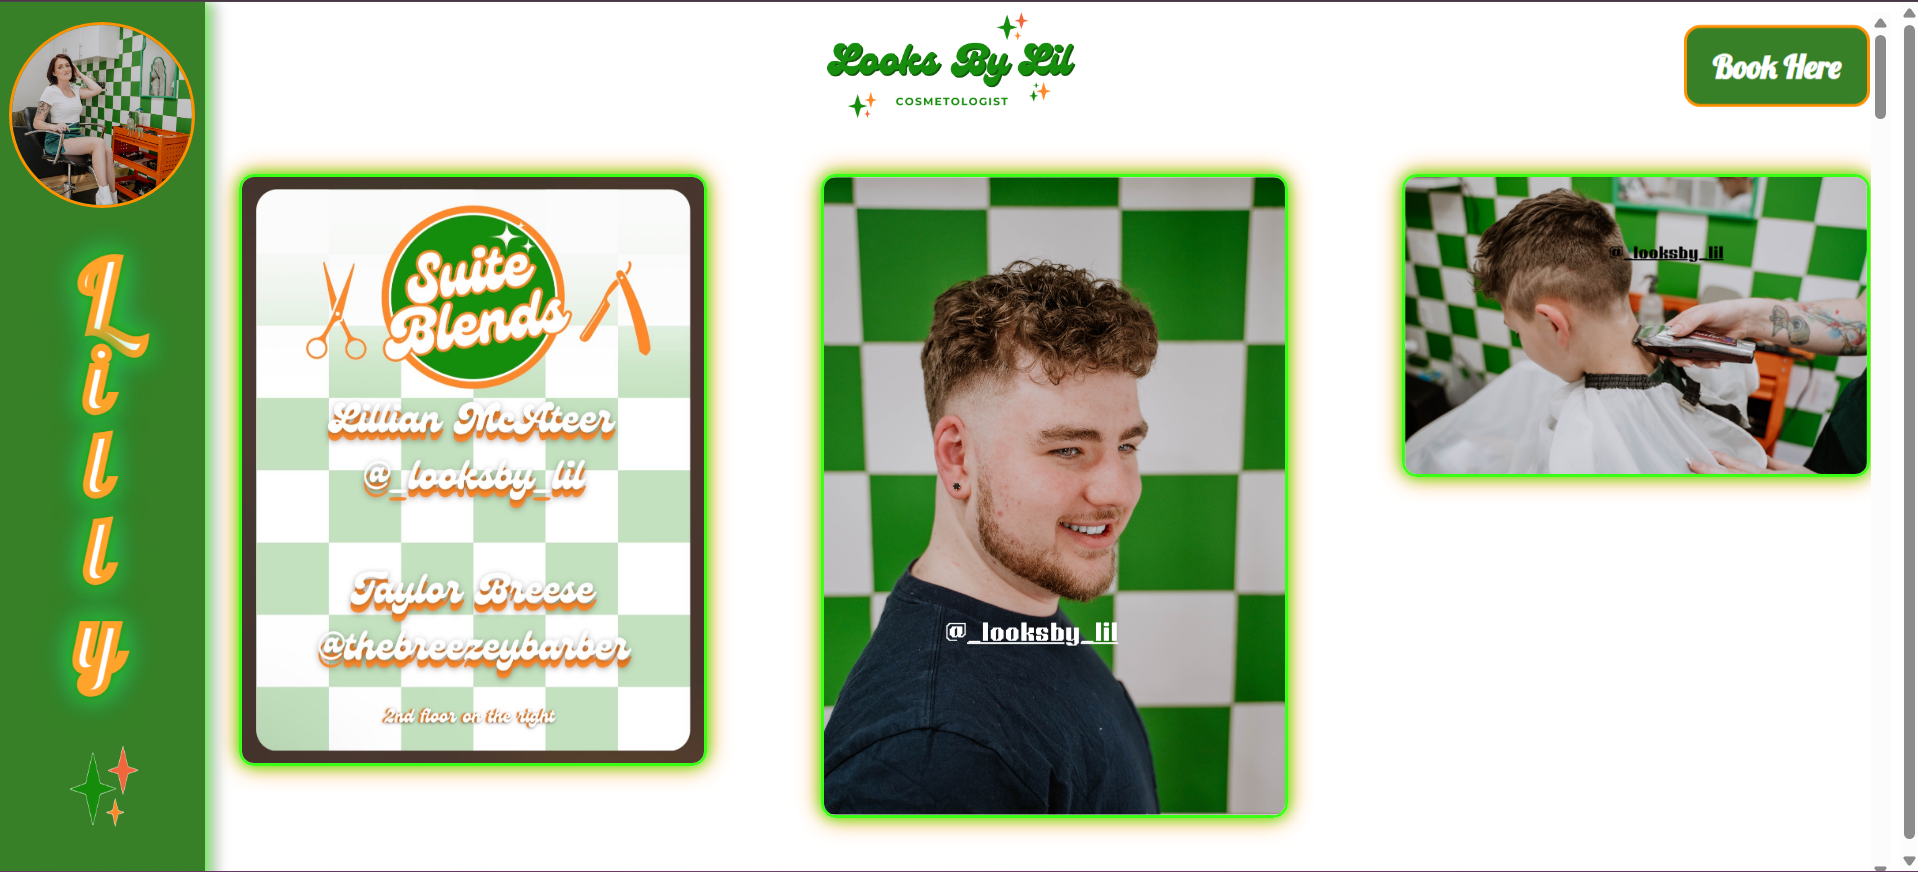 L
i
l
l
y
Looks By Lil
COSMETOLOGIST
Book Here
Suite
Blends
Lillian McAteer
@_looksby_lil
Taylor Breese
@thebreezeybarber
2nd floor on the right
@_looksby_lil
@_looksby_lil